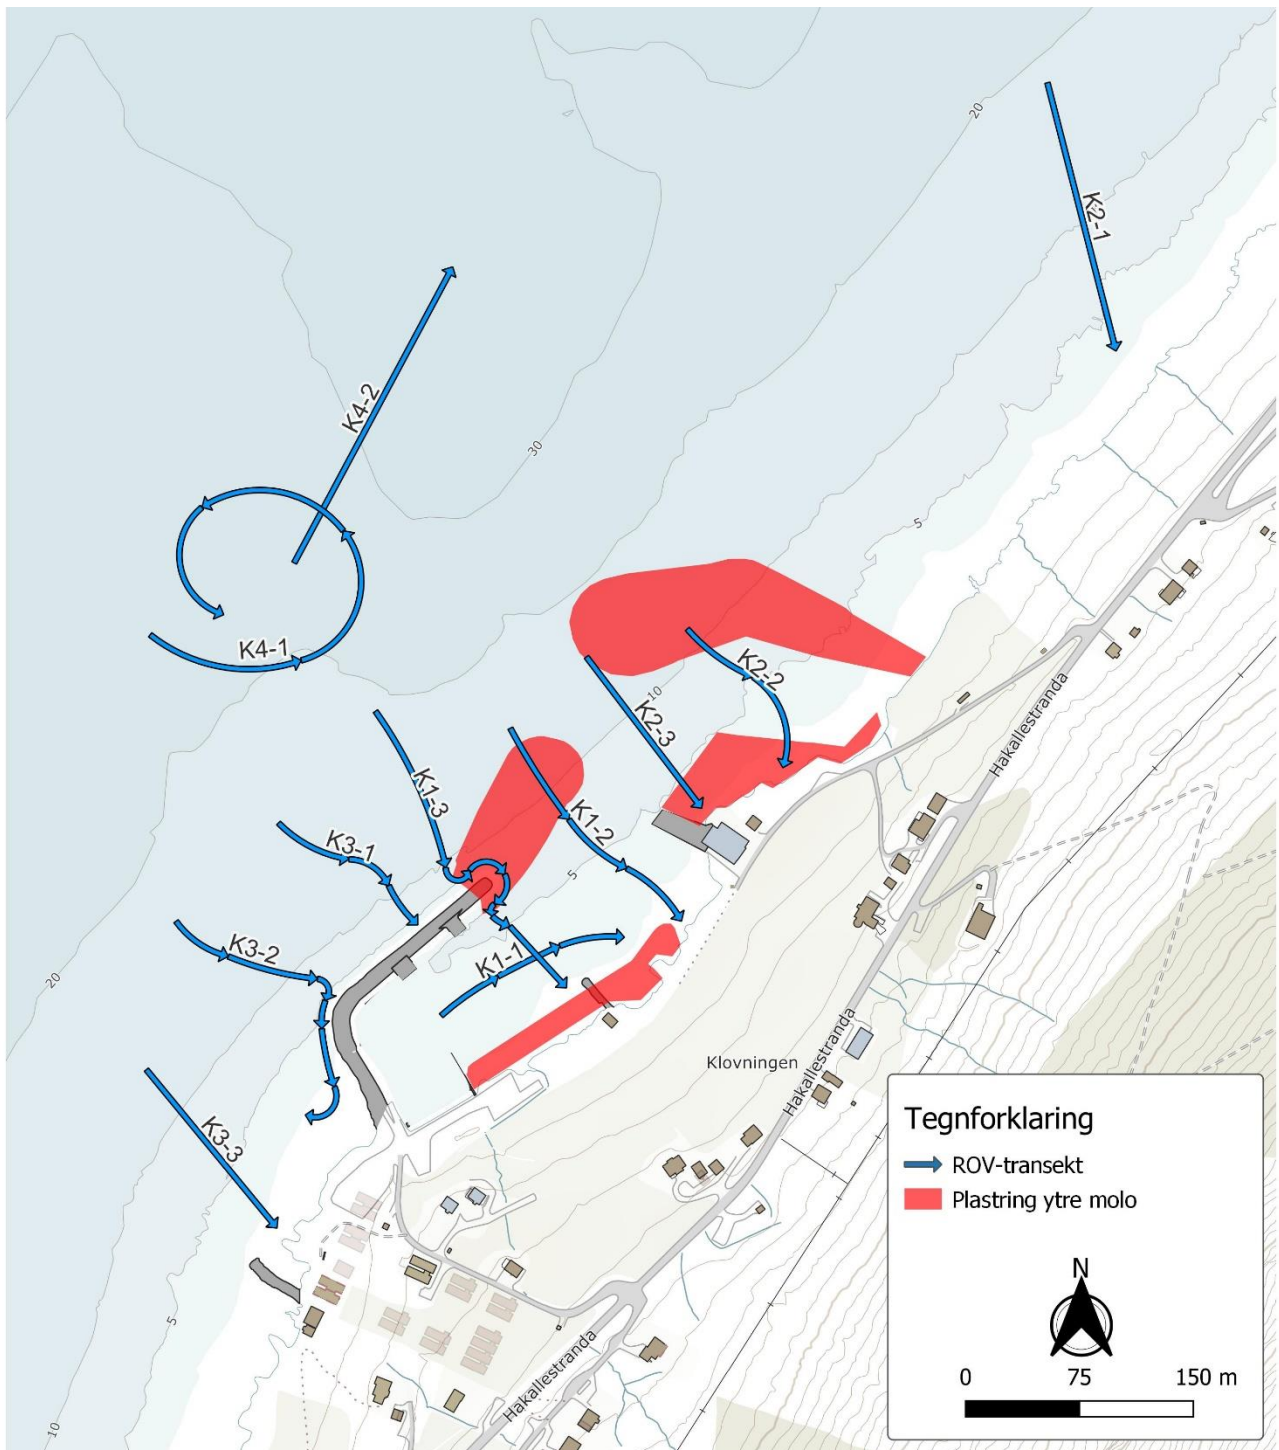 20
K2-1
K4-2
30
5
K4-1
K2-2
10
K2-3
Hakallestranda
K1-3
K1-2
K3-1
5
K3-2
K1-1
20
Klovningen
Hakallestranda
K3-3
5
Hakallestranda
10
Tegnforklaring
ROV-transekt
Plastring ytre molo
N
0 75 150 m